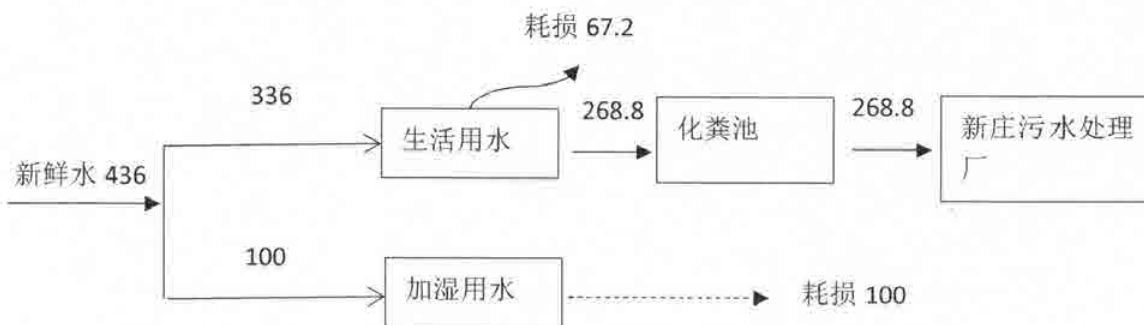 耗损 67.2
336
268.8
268.8
生活用水
化粪池
新庄污水处理
厂
新鲜水 436
100
加湿用水
耗损 100